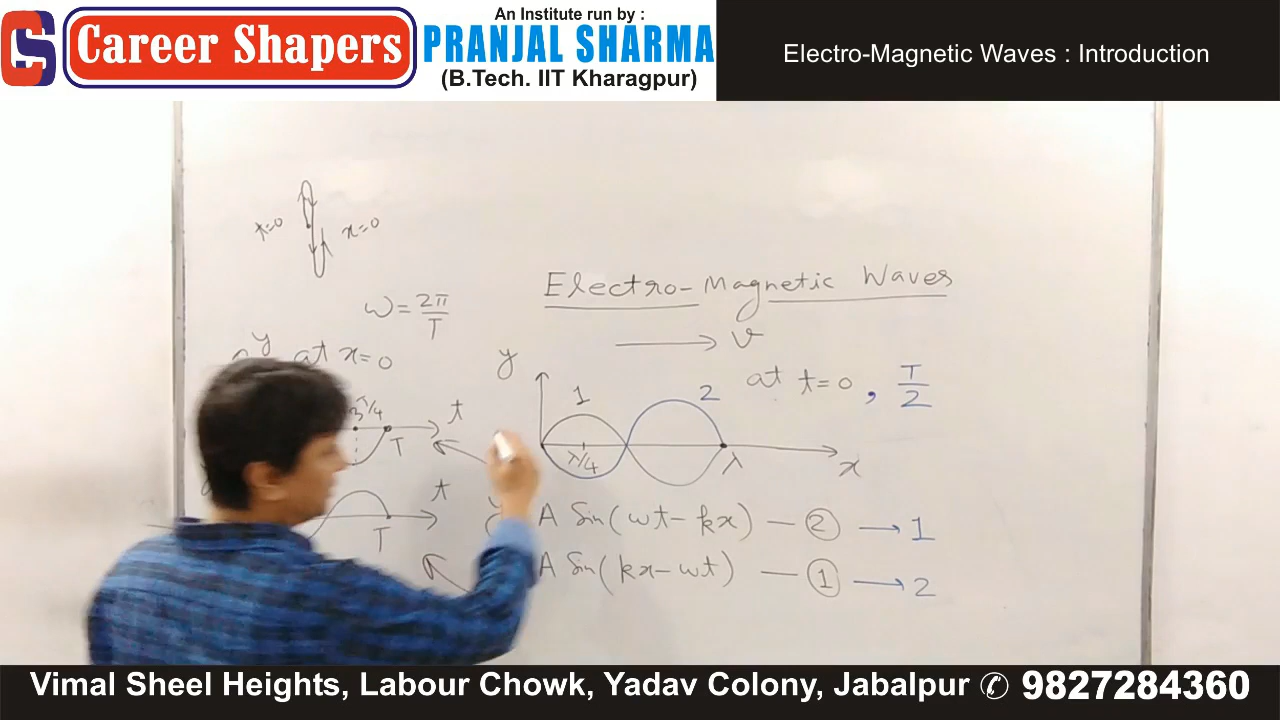 CS Career Shapers
An Institute run by :
PRANJAL SHARMA
(B.Tech. IIT Kharagpur)
Electro-Magnetic Waves : Introduction
t=0
x=0
ω = 2π/T
Electro-Magnetic Waves
→ v
y at x=0
y
at t=0, T/2
1
2
t
T
λ/4
λ
x
t
T
A Sin(ωt-kx) — ② → 1
A Sin(kx-ωt) — ① → 2
Vimal Sheel Heights, Labour Chowk, Yadav Colony, Jabalpur ✆ 9827284360